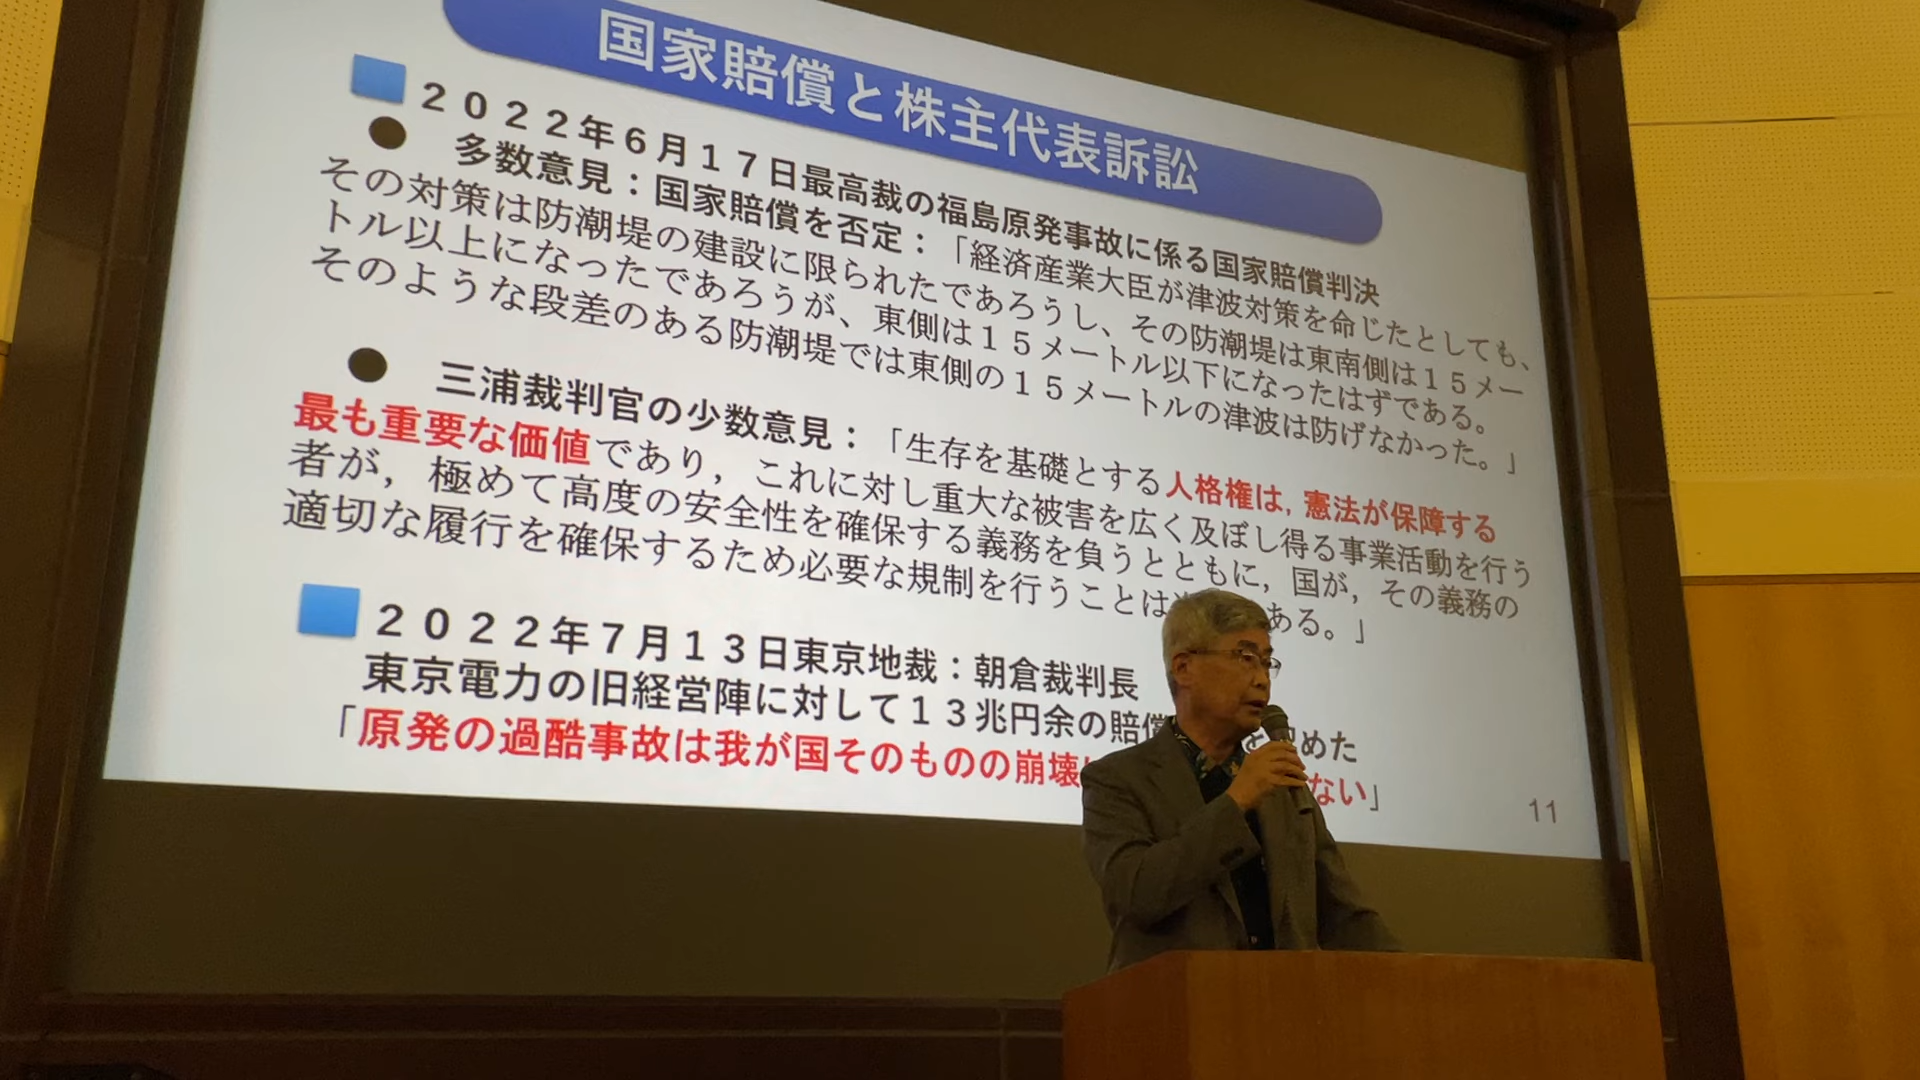 国家賠償と株主代表訴訟
2022年6月17日最高裁の福島原発事故に係る国家賠償判決
● 多数意見：国家賠償を否定：「経済産業大臣が津波対策を命じたとしても、
その対策は防潮堤の建設に限られたであろうし、その防潮堤は東南側は15メー
トル以上になったであろうが、東側は15メートル以下になったはずである。
そのような段差のある防潮堤では東側の15メートルの津波は防げなかった。」
● 三浦裁判官の少数意見：「生存を基礎とする人格権は，憲法が保障する
最も重要な価値であり，これに対し重大な被害を広く及ぼし得る事業活動を行う
者が，極めて高度の安全性を確保する義務を負うとともに，国が，その義務の
適切な履行を確保するため必要な規制を行うことは ある。」
2022年7月13日東京地裁：朝倉裁判長
東京電力の旧経営陣に対して13兆円余の賠償 を めた
「原発の過酷事故は我が国そのものの崩壊 ない」
11